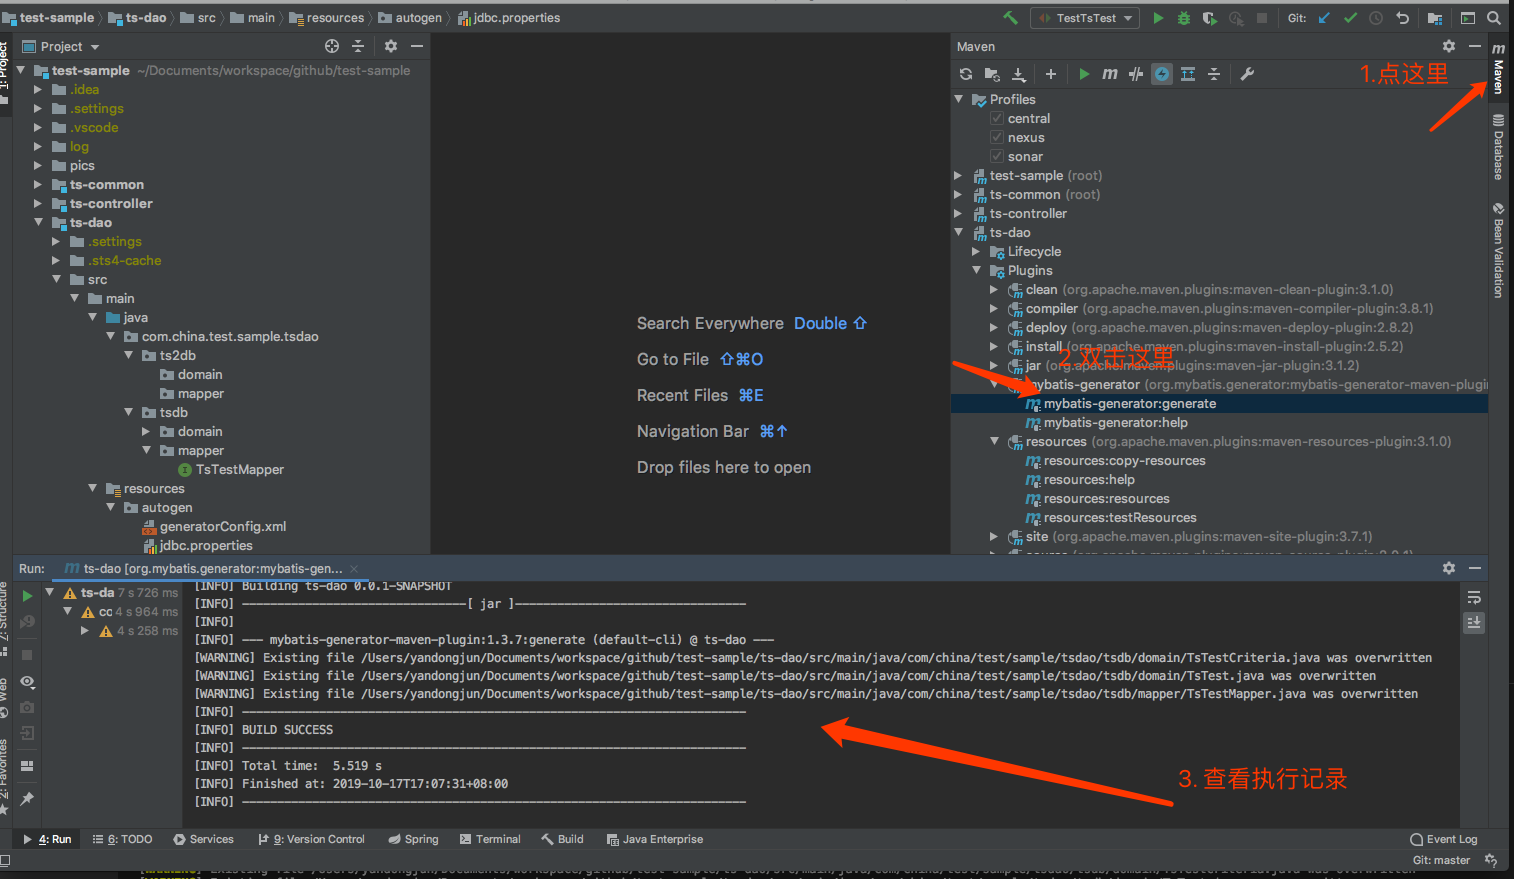 test-sample ts-dao src main resources autogen jdbc.properties
TestTsTest Git:
Project
Maven
1: Project
test-sample ~/Documents/workspace/github/test-sample
.idea
.settings
.vscode
log
pics
ts-common
ts-controller
ts-dao
.settings
.sts4-cache
src
main
java
com.china.test.sample.tsdao
ts2db
domain
mapper
tsdb
domain
mapper
TsTestMapper
resources
autogen
generatorConfig.xml
jdbc.properties
Search Everywhere Double ⇧
Go to File ⇧⌘O
Recent Files ⌘E
Navigation Bar ⌘↑
Drop files here to open
1.点这里
Profiles
central
nexus
sonar
test-sample (root)
ts-common (root)
ts-controller
ts-dao
Lifecycle
Plugins
clean (org.apache.maven.plugins:maven-clean-plugin:3.1.0)
compiler (org.apache.maven.plugins:maven-compiler-plugin:3.8.1)
deploy (org.apache.maven.plugins:maven-deploy-plugin:2.8.2)
install (org.apache.maven.plugins:maven-install-plugin:2.5.2)
2.双击这里
jar (org.apache.maven.plugins:maven-jar-plugin:3.1.2)
mybatis-generator (org.mybatis.generator:mybatis-generator-maven-plugi
mybatis-generator:generate
mybatis-generator:help
resources (org.apache.maven.plugins:maven-resources-plugin:3.1.0)
resources:copy-resources
resources:help
resources:resources
resources:testResources
site (org.apache.maven.plugins:maven-site-plugin:3.7.1)
Maven
Database
Bean Validation
Run: ts-dao [org.mybatis.generator:mybatis-gen...
ts-da 7 s 726 ms
cc 4 s 964 ms
4 s 258 ms
[INFO] Building ts-dao 0.0.1-SNAPSHOT
[INFO] --------------------------------[ jar ]---------------------------------
[INFO]
[INFO] --- mybatis-generator-maven-plugin:1.3.7:generate (default-cli) @ ts-dao ---
[WARNING] Existing file /Users/yandongjun/Documents/workspace/github/test-sample/ts-dao/src/main/java/com/china/test/sample/tsdao/tsdb/domain/TsTestCriteria.java was overwritten
[WARNING] Existing file /Users/yandongjun/Documents/workspace/github/test-sample/ts-dao/src/main/java/com/china/test/sample/tsdao/tsdb/domain/TsTest.java was overwritten
[WARNING] Existing file /Users/yandongjun/Documents/workspace/github/test-sample/ts-dao/src/main/java/com/china/test/sample/tsdao/tsdb/mapper/TsTestMapper.java was overwritten
[INFO] ------------------------------------------------------------------------
[INFO] BUILD SUCCESS
[INFO] ------------------------------------------------------------------------
[INFO] Total time:  5.519 s
[INFO] Finished at: 2019-10-17T17:07:31+08:00
[INFO] ------------------------------------------------------------------------
3. 查看执行记录
7: Structure
Web
2: Favorites
4: Run 6: TODO Services 9: Version Control Spring Terminal Build Java Enterprise Event Log
Git: master